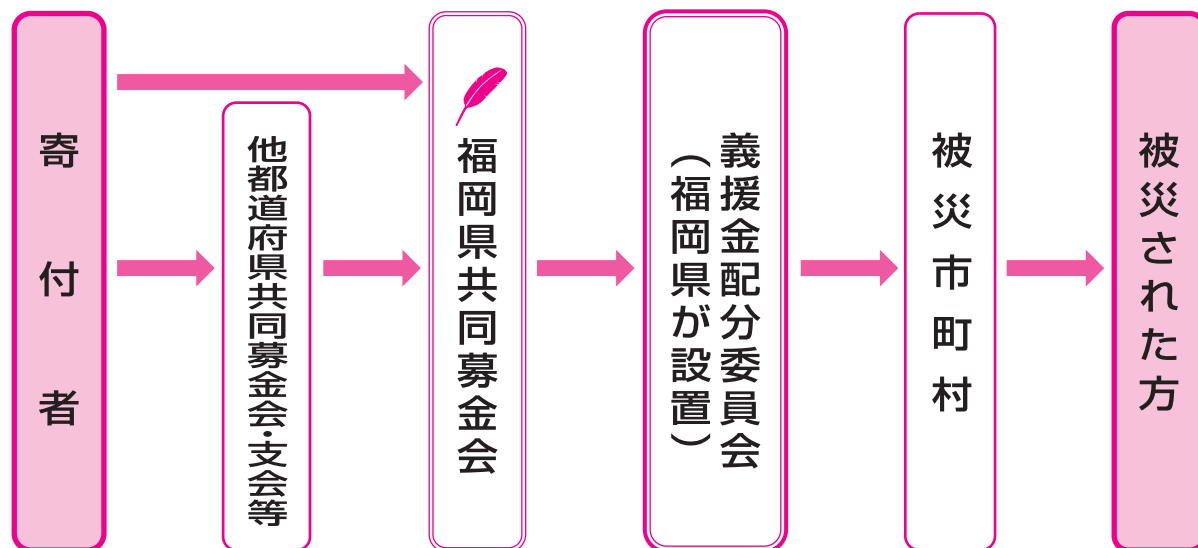 寄付者
他都道府県共同募金会・支会等
福岡県共同募金会
義援金配分委員会
（福岡県が設置）
被災市町村
被災された方